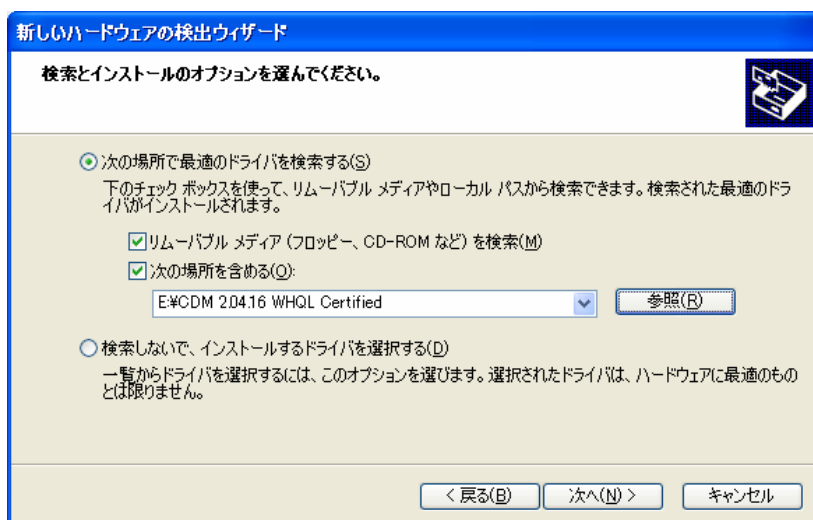 新しいハードウェアの検出ウィザード
検索とインストールのオプションを選んでください。
次の場所で最適のドライバを検索する(S)
下のチェック ボックスを使って、リムーバブル メディアやローカル パスから検索できます。検索された最適のドラ
イバがインストールされます。
リムーバブル メディア (フロッピー、CD-ROM など) を検索(M)
次の場所を含める(O):
E:¥CDM 2.04.16 WHQL Certified
参照(R)
検索しないで、インストールするドライバを選択する(D)
一覧からドライバを選択するには、このオプションを選びます。選択されたドライバは、ハードウェアに最適のもの
とは限りません。
< 戻る(B) 次へ(N) > キャンセル